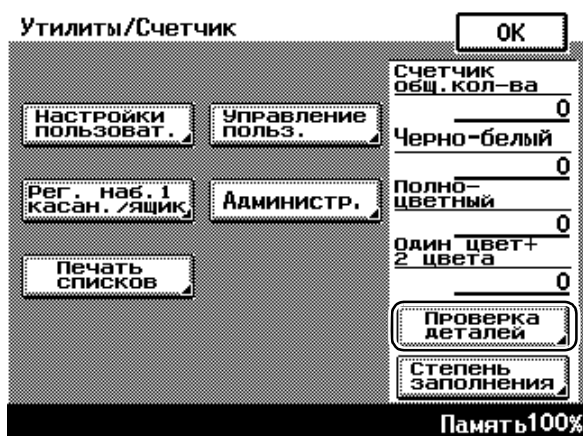 Утилиты/Счетчик
OK
Настройки
пользоват.
Управление
польз.
Рег. наб.1
касан./ящик
Администр.
Печать
списков
Счетчик
общ.кол-ва
0
Черно-белый
0
Полно-
цветный
0
Один цвет+
2 цвета
0
Проверка
деталей
Степень
заполнения
Память100%